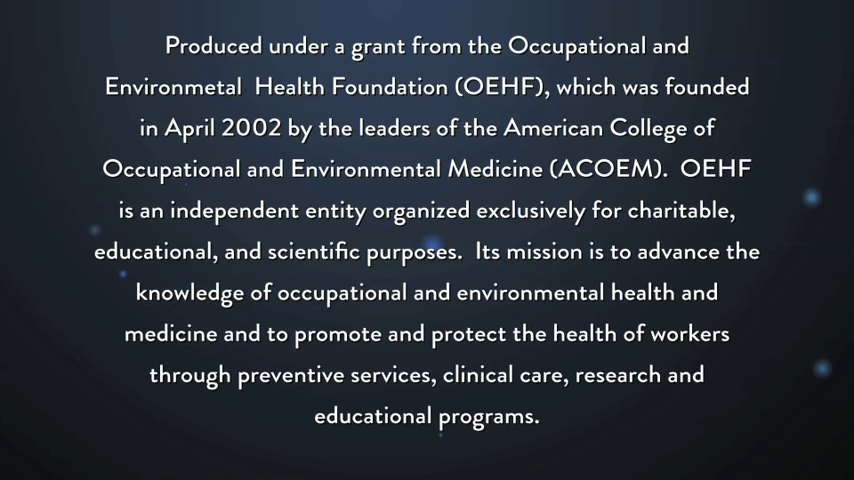 Produced under a grant from the Occupational and
Environmetal  Health Foundation (OEHF), which was founded
in April 2002 by the leaders of the American College of
Occupational and Environmental Medicine (ACOEM).  OEHF
is an independent entity organized exclusively for charitable,
educational, and scientific purposes.  Its mission is to advance the
knowledge of occupational and environmental health and
medicine and to promote and protect the health of workers
through preventive services, clinical care, research and
educational programs.